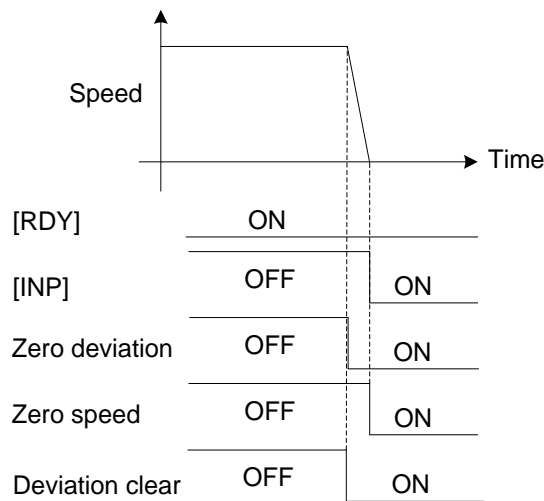 Speed
Time
[RDY] ON
[INP] OFF ON
Zero deviation OFF ON
Zero speed OFF ON
Deviation clear OFF ON